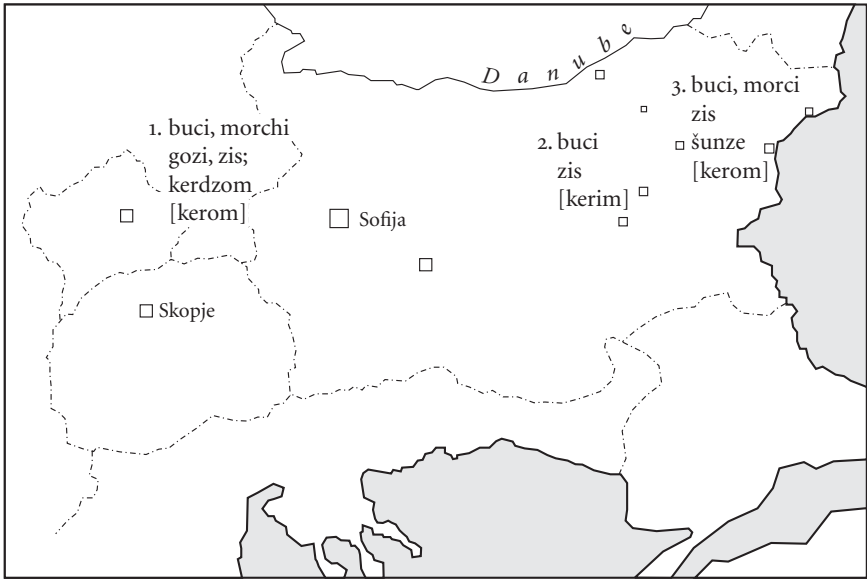 Danube
1. buci, morchi
gozi, zis;
kerdzom
[kerom]
2. buci
zis
[kerim]
3. buci, morci
zis
šunze
[kerom]
Sofija
Skopje